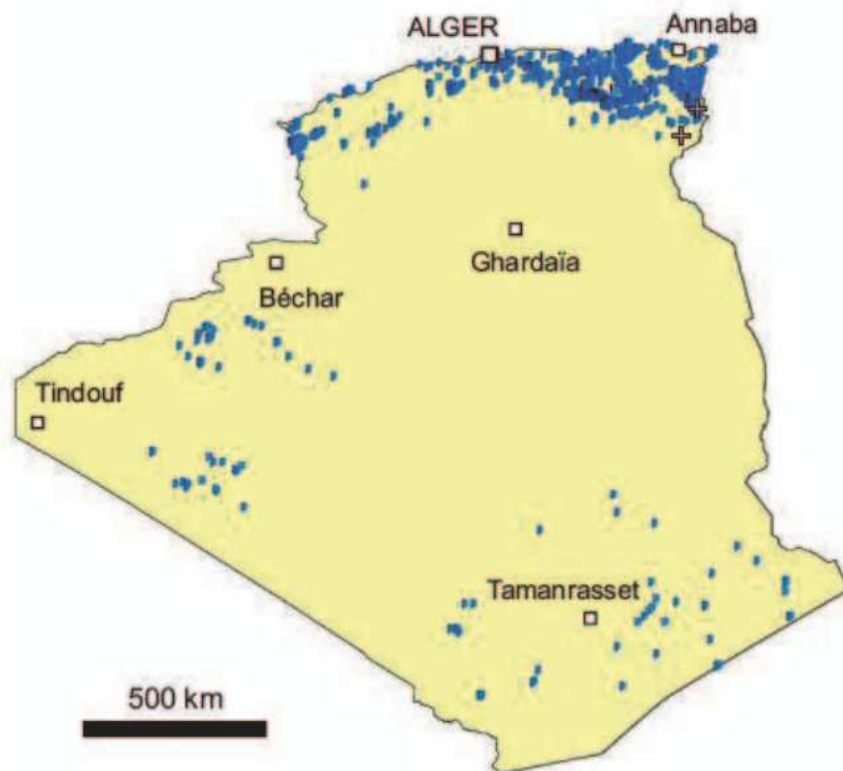 ALGER
Annaba
Ghardaïa
Béchar
Tindouf
Tamanrasset
500 km